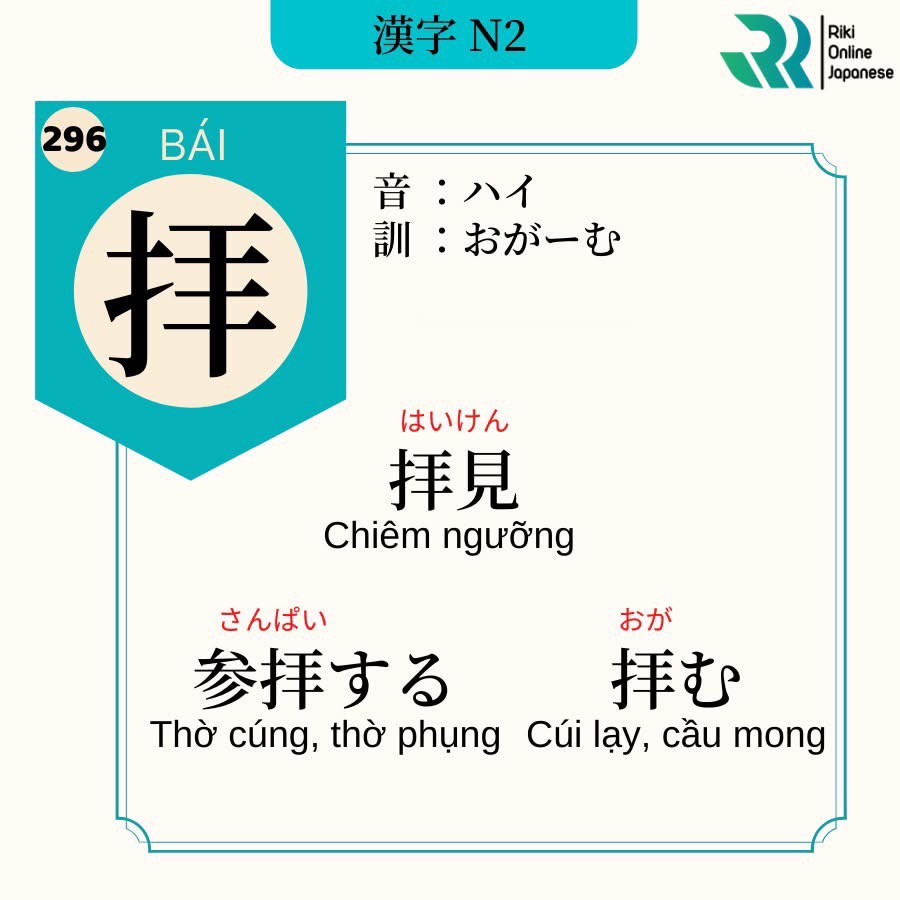 漢字 N2
Riki
Online
Japanese
296
BÁI
拝
音 : ハイ
訓 : おがーむ
はいけん
拝見
Chiêm ngưỡng
さんぱい
参拝する
Thờ cúng, thờ phụng
おが
拝む
Cúi lạy, cầu mong